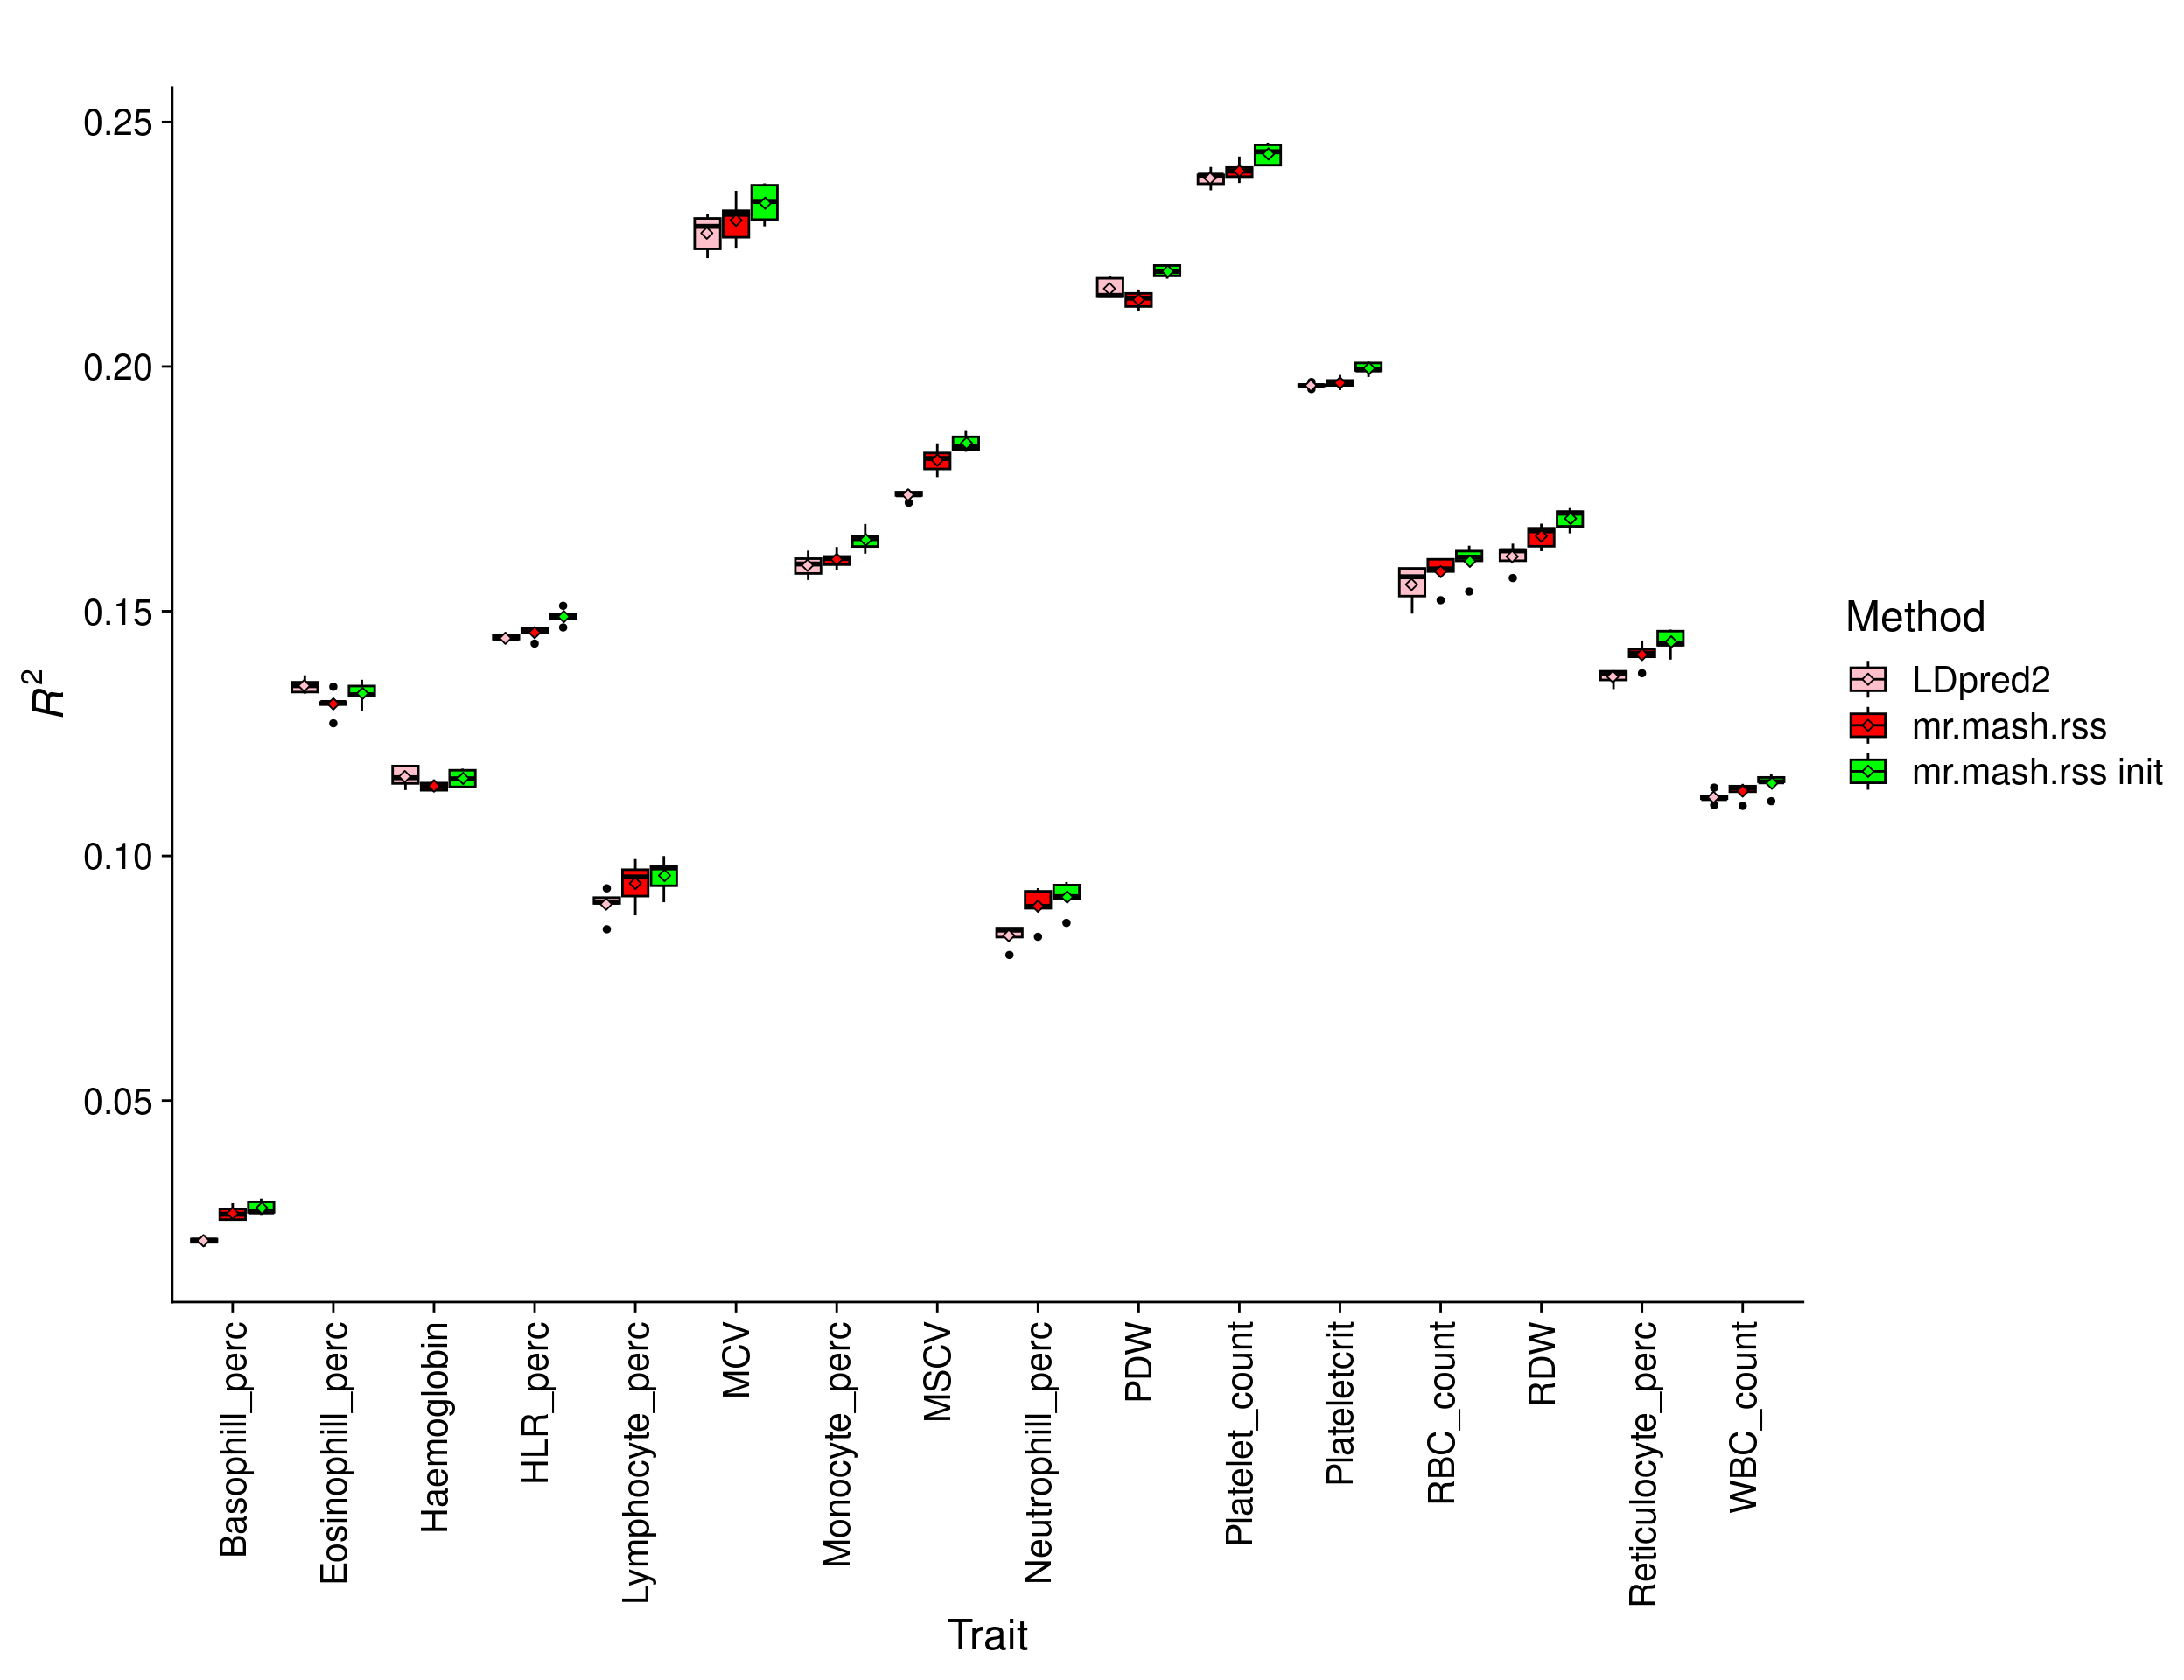 0.25
0.20
0.15
0.10
0.05
R²
Basophill_perc
Eosinophill_perc
Haemoglobin
HLR_perc
Lymphocyte_perc
MCV
Monocyte_perc
MSCV
Neutrophill_perc
PDW
Platelet_count
Plateletcrit
RBC_count
RDW
Reticulocyte_perc
WBC_count
Trait
Method
LDpred2
mr.mash.rss
mr.mash.rss init